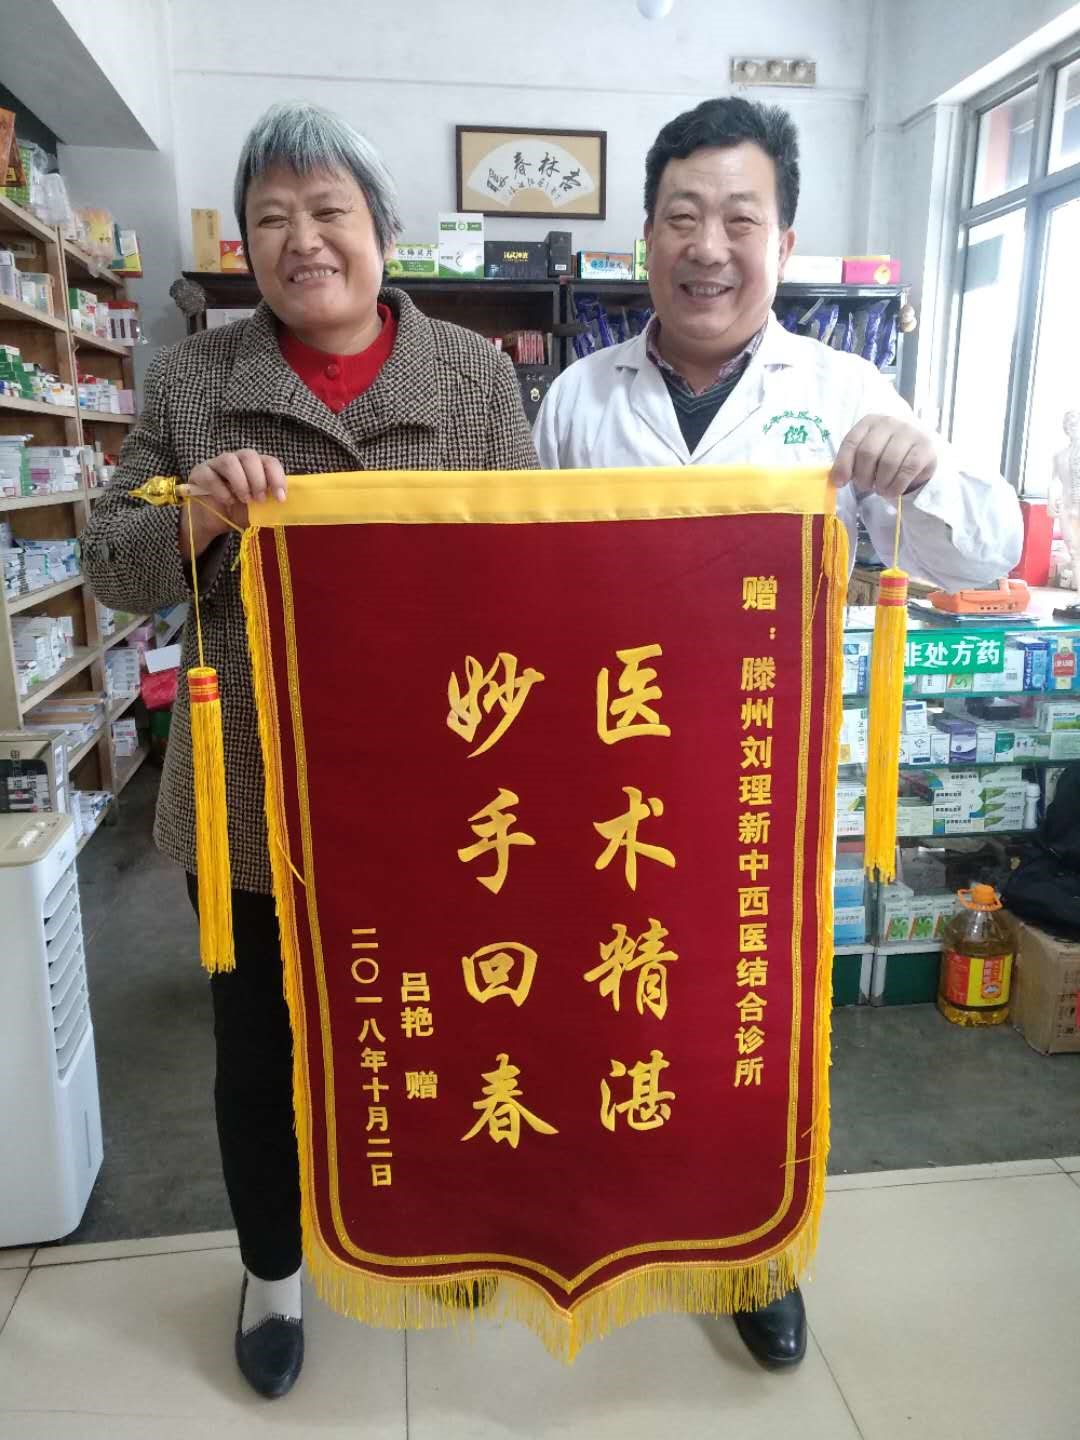 赠：滕州刘理新中西医结合诊所
医术精湛
妙手回春
吕艳 赠
二〇一八年十月二日
杏林春
非处方药